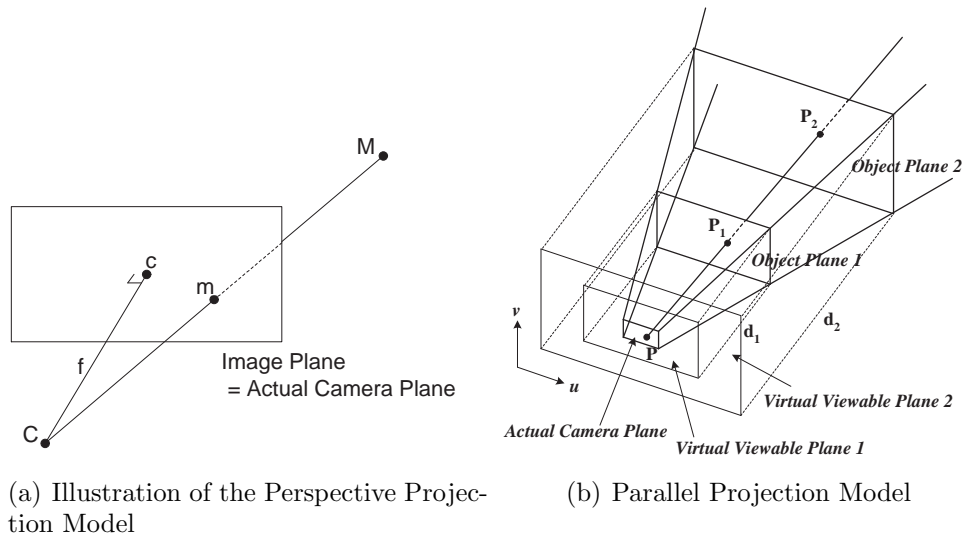 M
c
m
f
Image Plane
= Actual Camera Plane
C
(a) Illustration of the Perspective Projec-
tion Model
P2
Object Plane 2
P1
Object Plane 1
v
d1
d2
P
u
Virtual Viewable Plane 2
Actual Camera Plane
Virtual Viewable Plane 1
(b) Parallel Projection Model